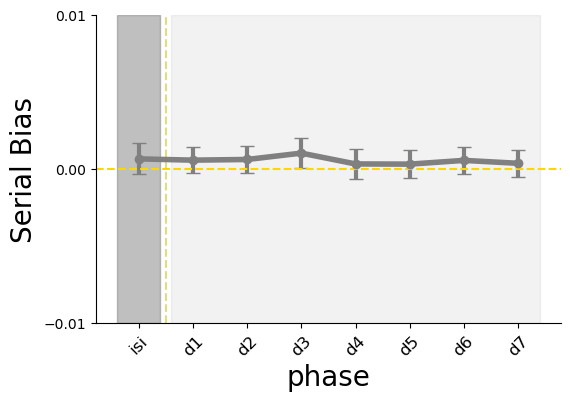 Serial Bias
0.01
0.00
−0.01
isi
d1
d2
d3
d4
d5
d6
d7
phase